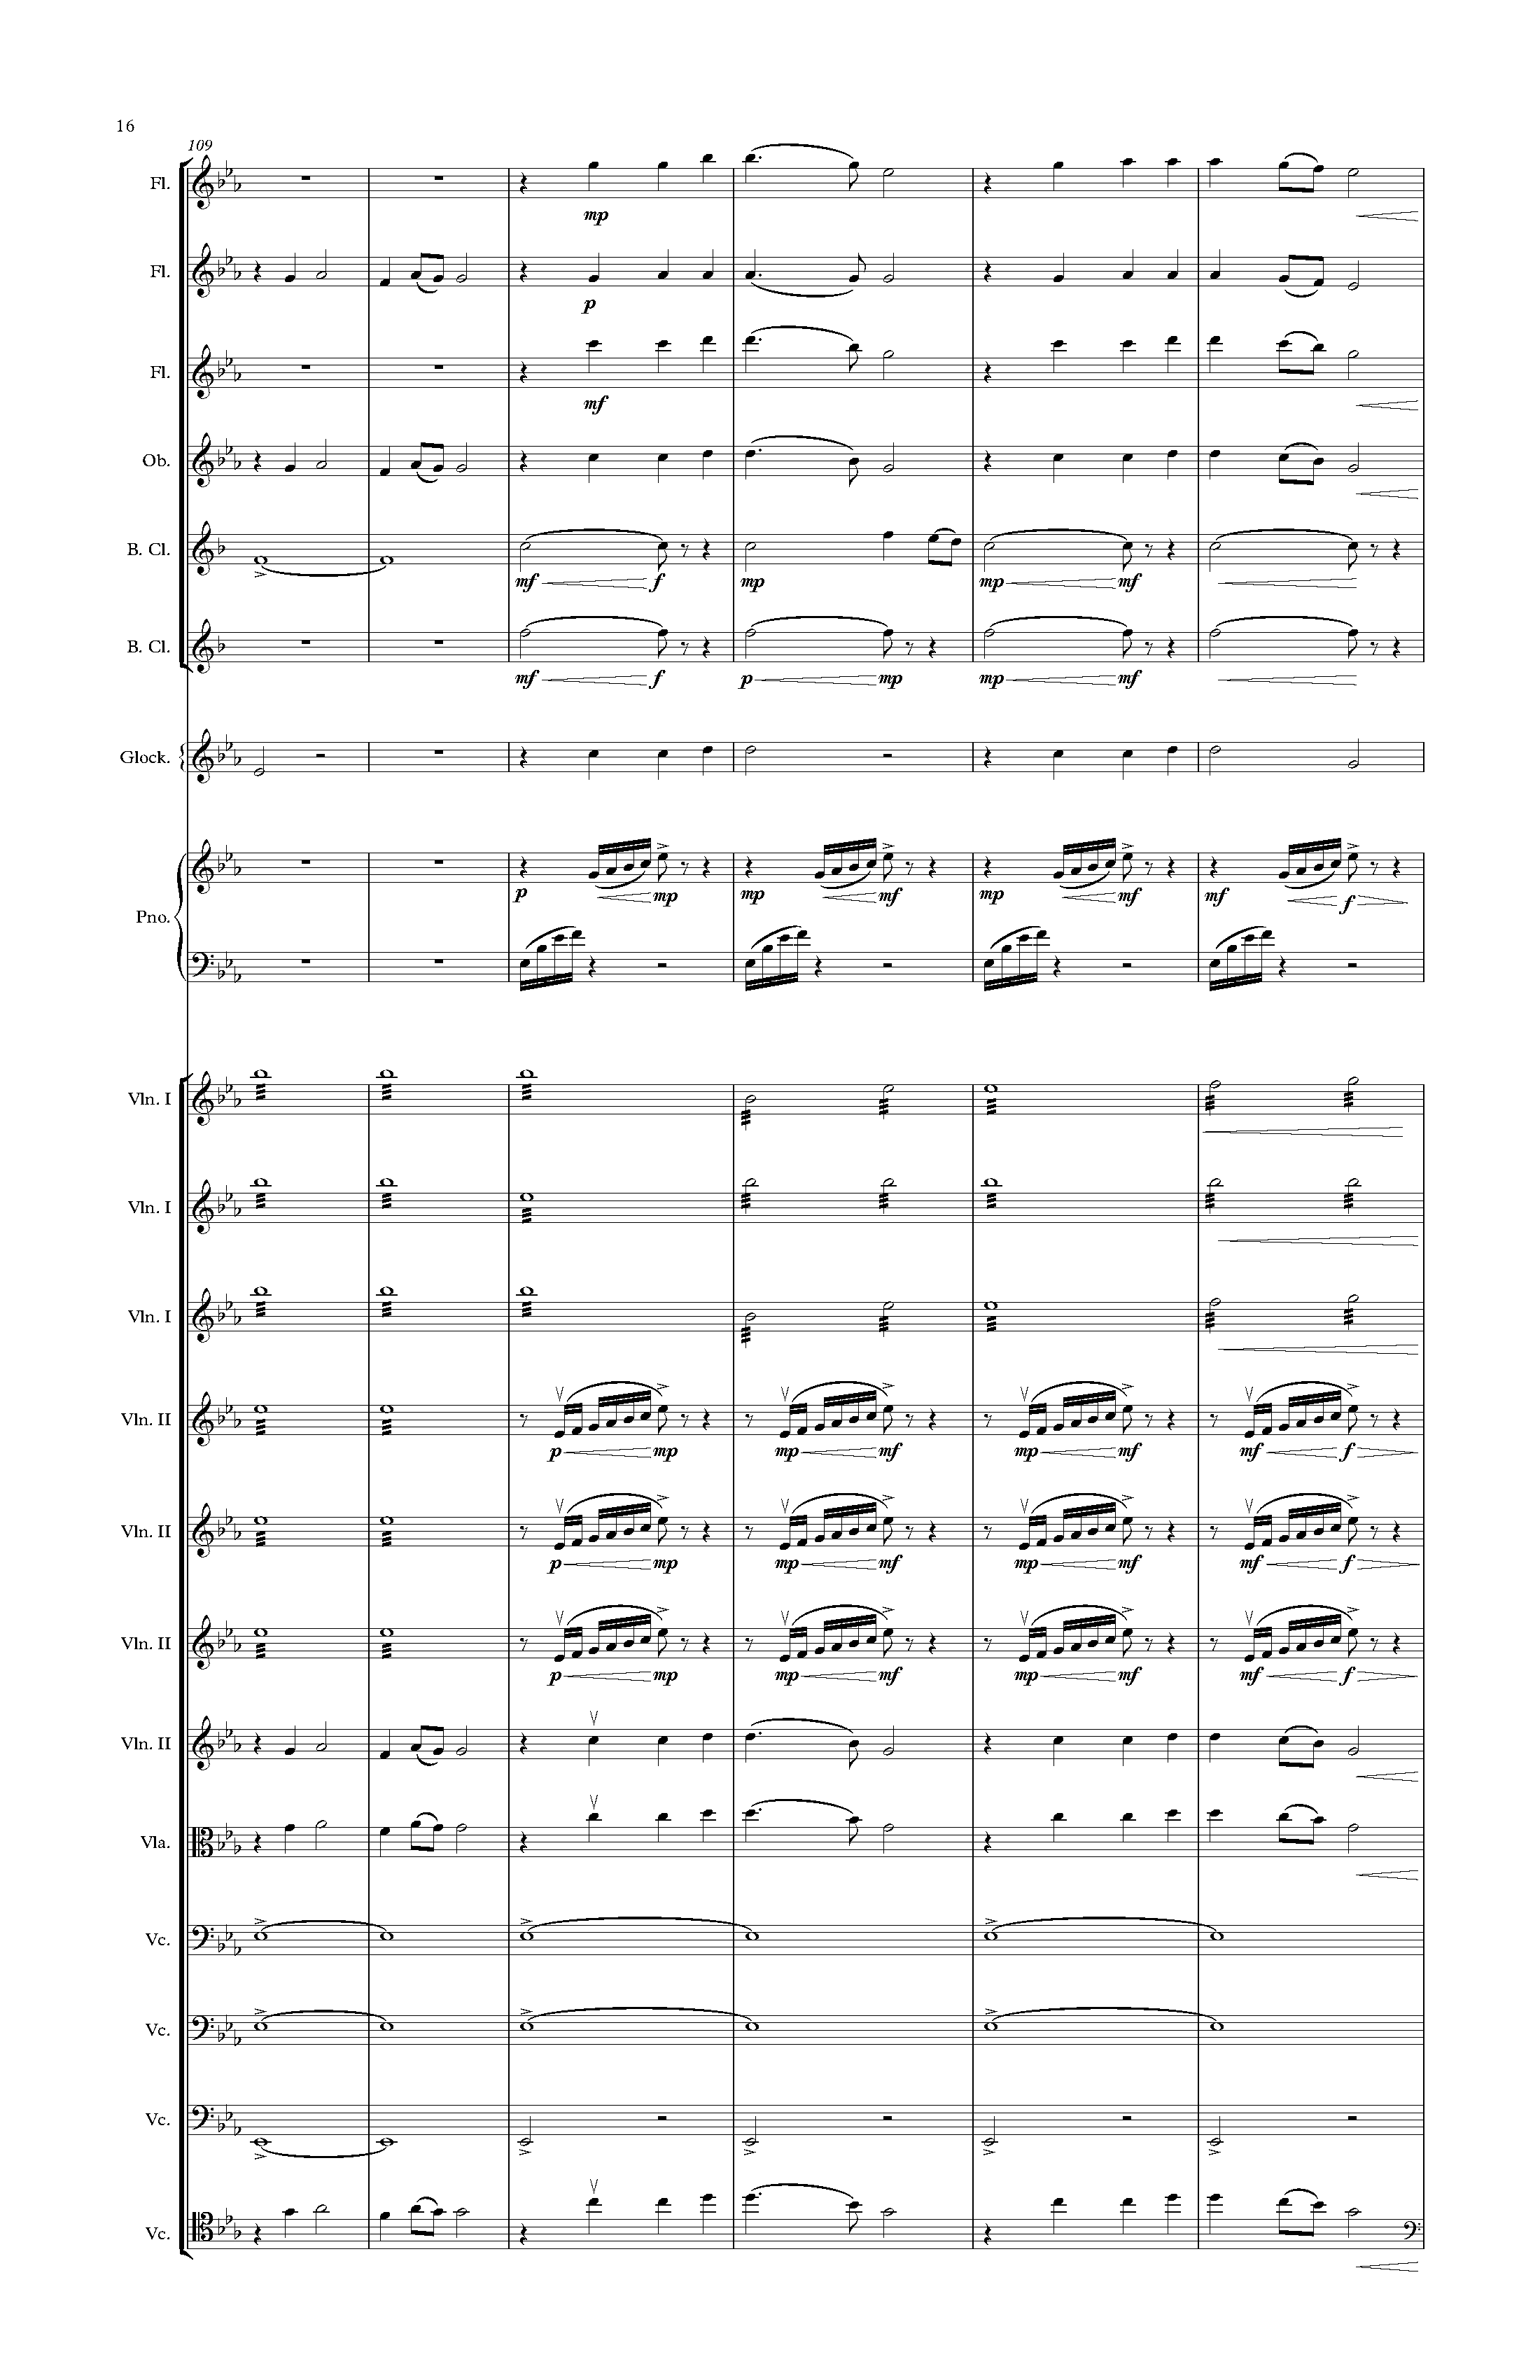 16
109
Fl.
mp
Fl.
p
Fl.
mf
Ob.
B. Cl.
mf f mp mp mf
B. Cl.
mf f p mp mp mf
Glock.
Pno.
p mp mp mf mp mf mf f
Vln. I
Vln. I
Vln. I
Vln. II
p mp mp mf mp mf mf f
Vln. II
p mp mp mf mp mf mf f
Vln. II
p mp mp mf mp mf mf f
Vln. II
Vla.
Vc.
Vc.
Vc.
Vc.